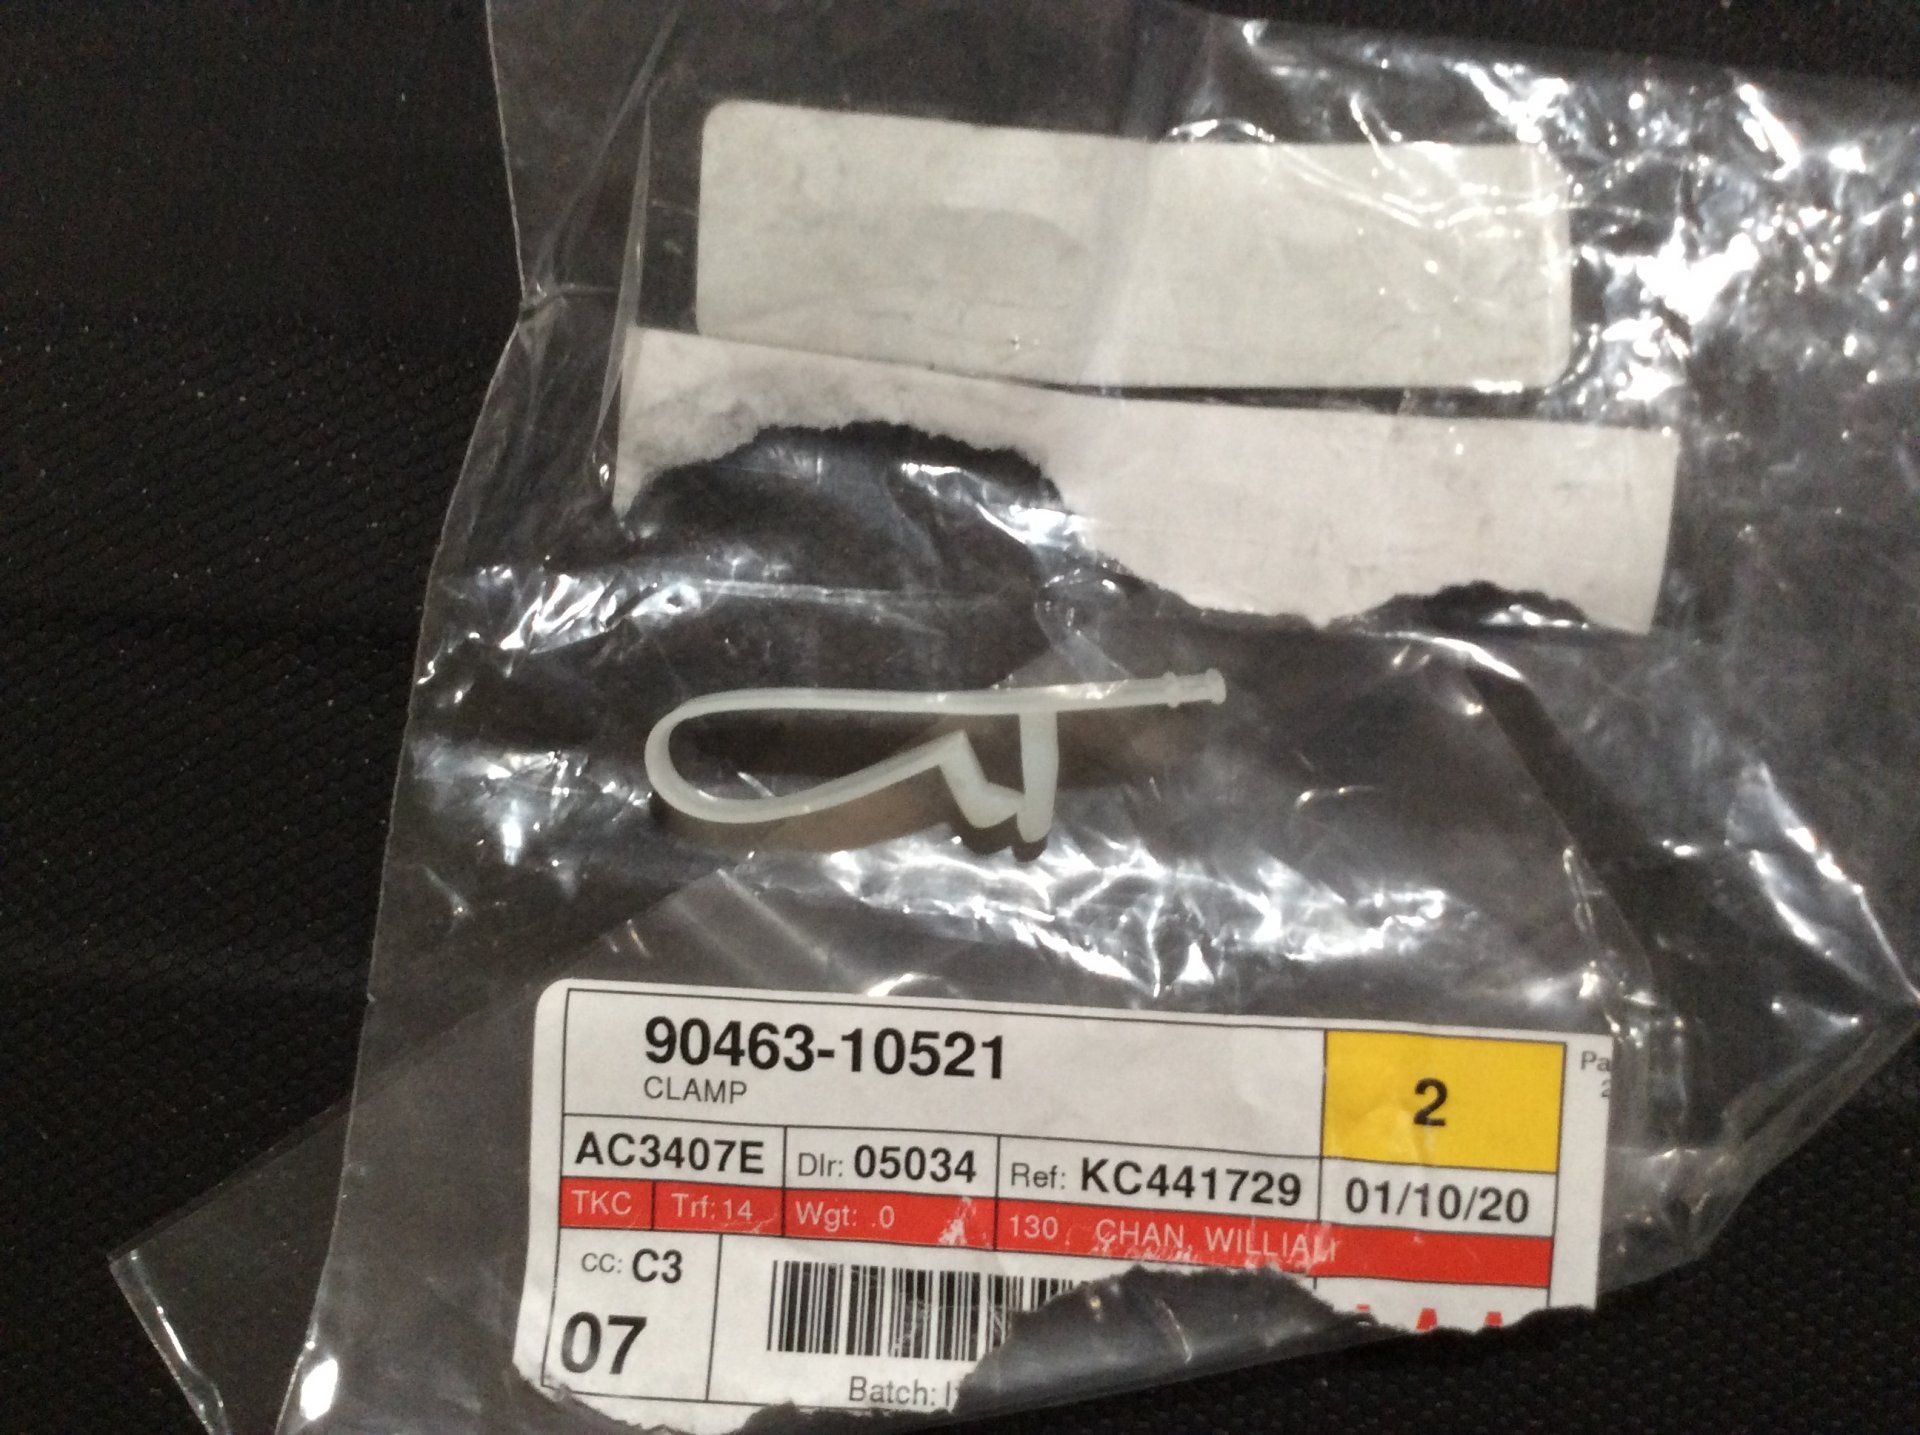 90463-10521
CLAMP
2
Pa
AC3407E
Dlr: 05034
Ref: KC441729
01/10/20
TKC
Trf: 14
Wgt: .0
130
CHAN, WILLIAM
CC: C3
07
Batch: